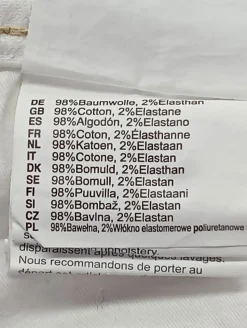 DE 98%Baumwolle, 2%Elasthan
GB 98%Cotton, 2%Elastane
ES 98%Algodón, 2%Elastano
FR 98%Coton, 2%Élasthanne
NL 98%Katoen, 2%Elastaan
IT 98%Cotone, 2%Elastan
DK 98%Bomuld, 2%Elasthan
SE 98%Bomull, 2%Elastan
FI 98%Puuvilla, 2%Elastaani
SI 98%Bombaž, 2%Elastan
CZ 98%Bavlna, 2%Elastan
PL 98%Bawełna, 2%Włókno elastomerowe poliuretanowe
disparaissent après quelques lavages.
Nous recommandons de porter au